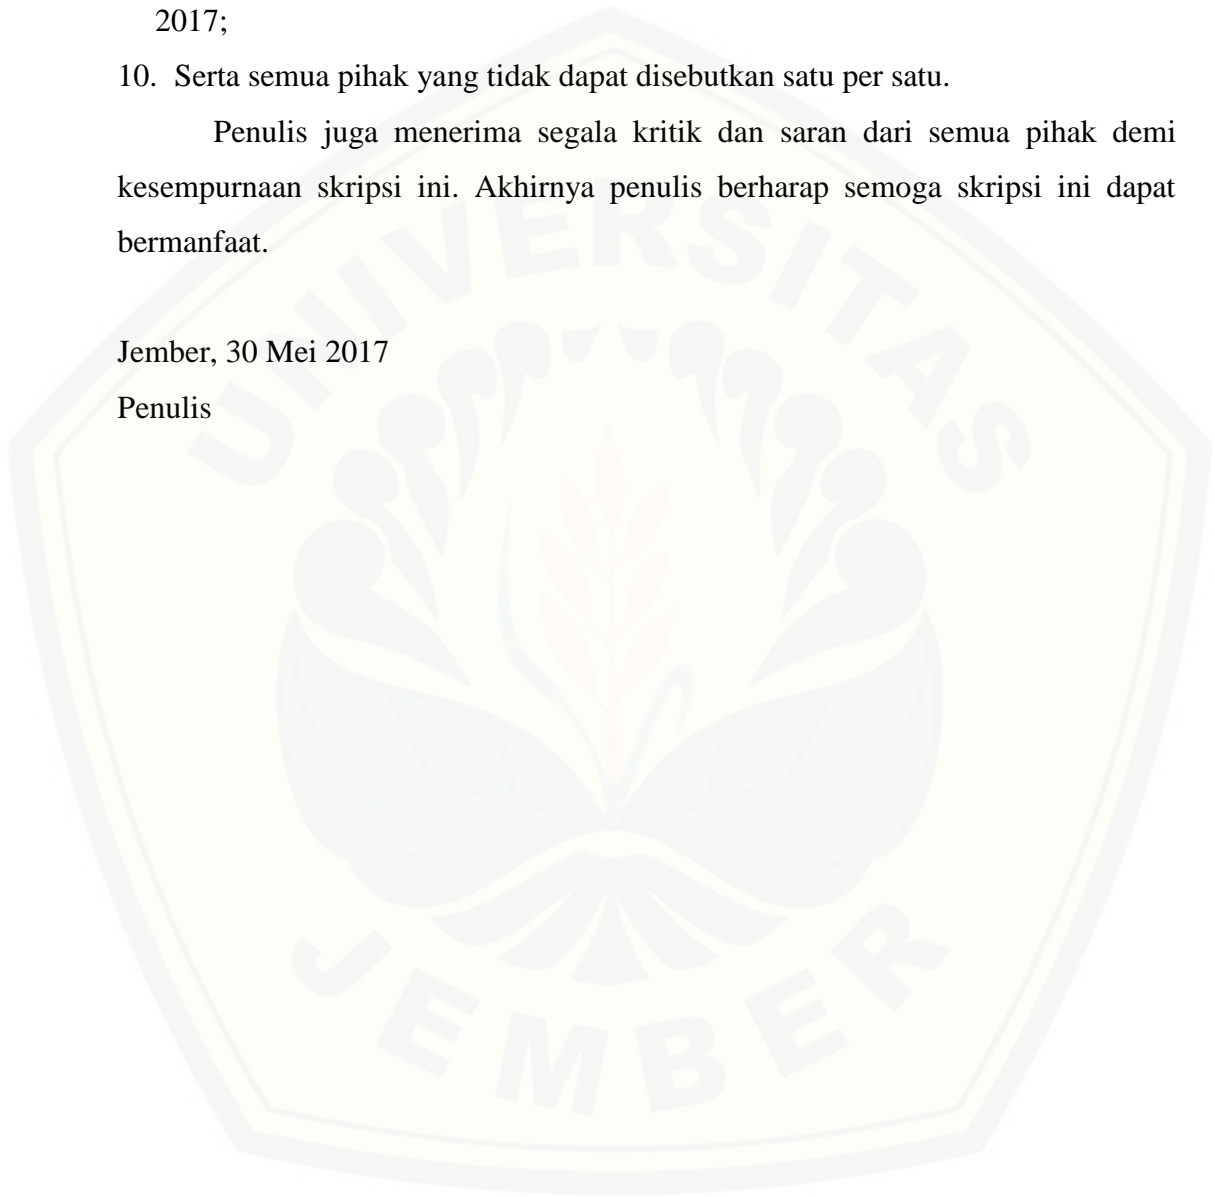 2017;
10. Serta semua pihak yang tidak dapat disebutkan satu per satu.
Penulis juga menerima segala kritik dan saran dari semua pihak demi
kesempurnaan skripsi ini. Akhirnya penulis berharap semoga skripsi ini dapat
bermanfaat.
Jember, 30 Mei 2017
Penulis
UNIVERSITAS
JEMBER